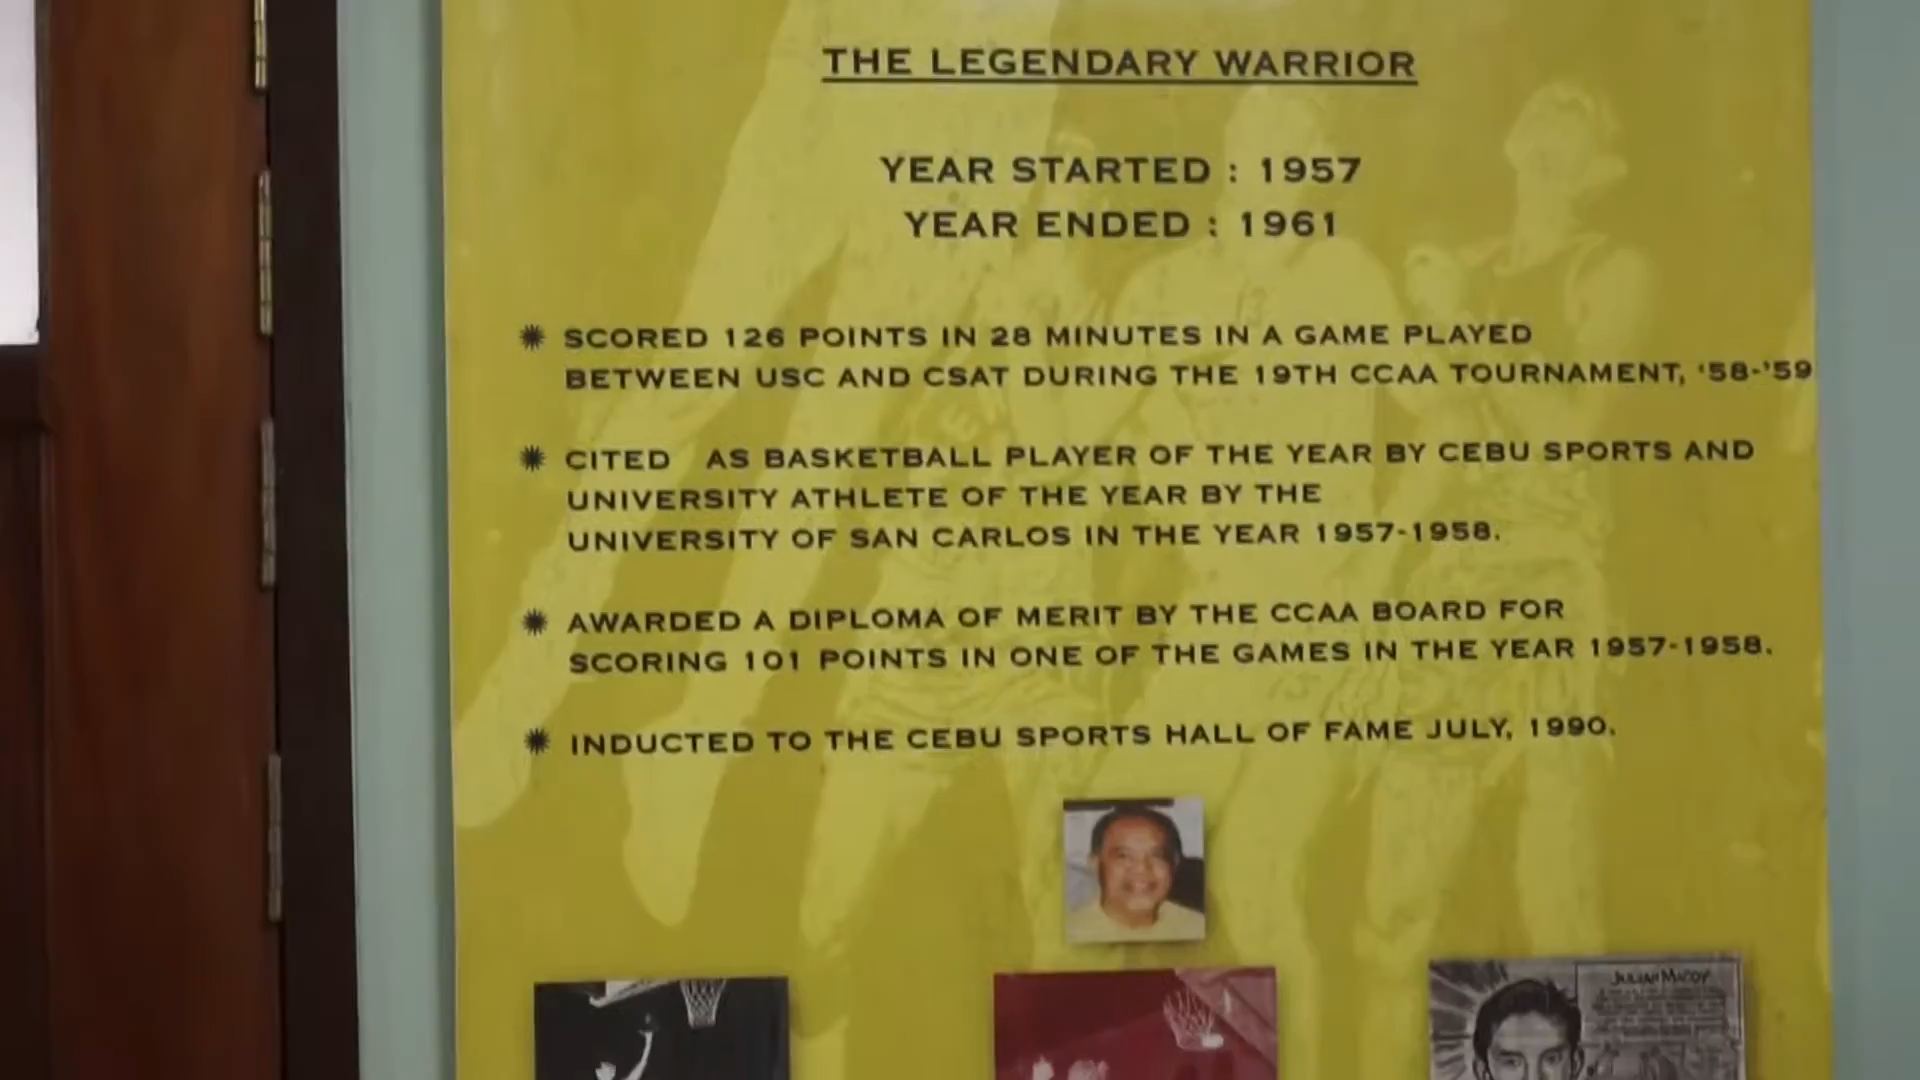 THE LEGENDARY WARRIOR
YEAR STARTED : 1957
YEAR ENDED : 1961
SCORED 126 POINTS IN 28 MINUTES IN A GAME PLAYED
BETWEEN USC AND CSAT DURING THE 19TH CCAA TOURNAMENT, '58-'59
CITED AS BASKETBALL PLAYER OF THE YEAR BY CEBU SPORTS AND
UNIVERSITY ATHLETE OF THE YEAR BY THE
UNIVERSITY OF SAN CARLOS IN THE YEAR 1957-1958.
AWARDED A DIPLOMA OF MERIT BY THE CCAA BOARD FOR
SCORING 101 POINTS IN ONE OF THE GAMES IN THE YEAR 1957-1958.
INDUCTED TO THE CEBU SPORTS HALL OF FAME JULY, 1990.
JULIAN MACOY